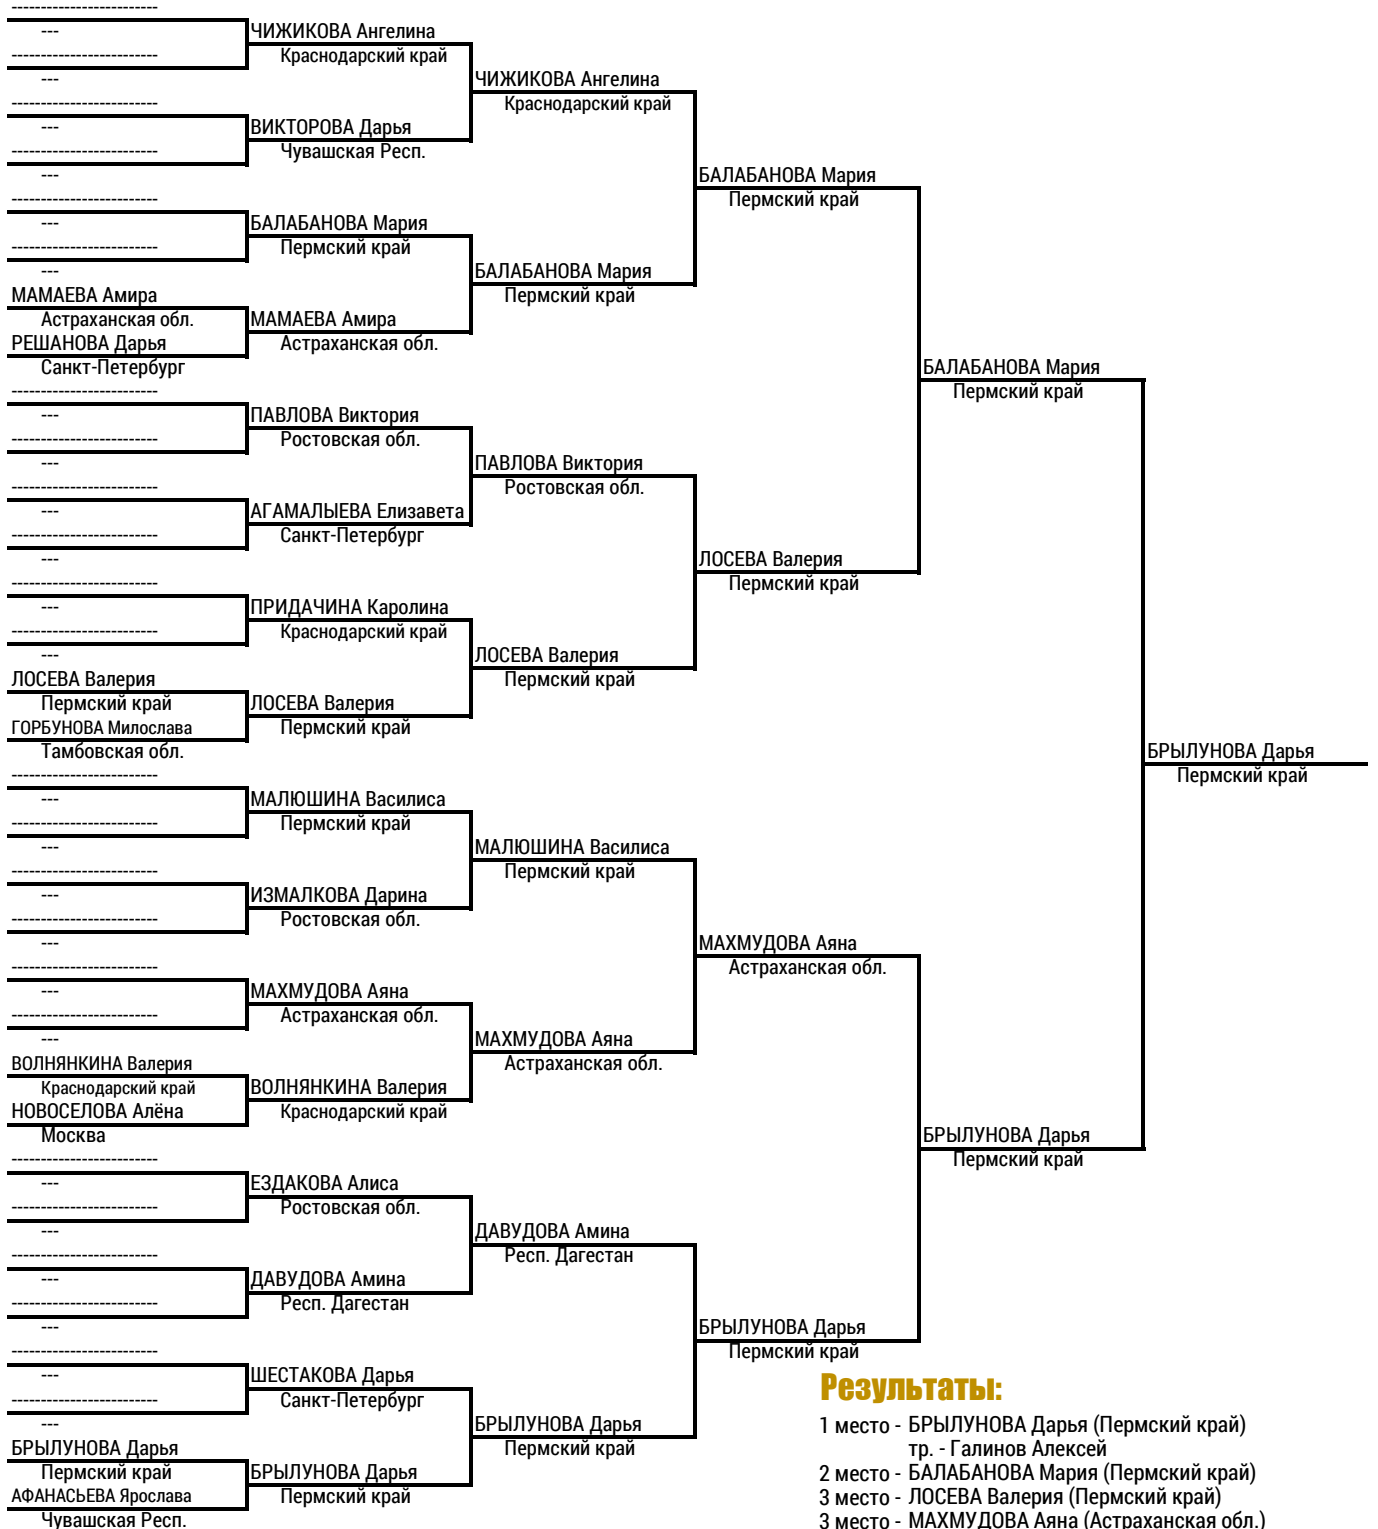 -------------------------
---
-------------------------
---
ЧИЖИКОВА Ангелина
Краснодарский край
-------------------------
---
-------------------------
---
ВИКТОРОВА Дарья
Чувашская Респ.
ЧИЖИКОВА Ангелина
Краснодарский край
-------------------------
---
-------------------------
---
БАЛАБАНОВА Мария
Пермский край
МАМАЕВА Амира
Астраханская обл.
РЕШАНОВА Дарья
Санкт-Петербург
МАМАЕВА Амира
Астраханская обл.
БАЛАБАНОВА Мария
Пермский край
БАЛАБАНОВА Мария
Пермский край
-------------------------
---
-------------------------
---
ПАВЛОВА Виктория
Ростовская обл.
-------------------------
---
-------------------------
---
АГАМАЛЫЕВА Елизавета
Санкт-Петербург
ПАВЛОВА Виктория
Ростовская обл.
-------------------------
---
-------------------------
---
ПРИДАЧИНА Каролина
Краснодарский край
ЛОСЕВА Валерия
Пермский край
ГОРБУНОВА Милослава
Тамбовская обл.
ЛОСЕВА Валерия
Пермский край
ЛОСЕВА Валерия
Пермский край
ЛОСЕВА Валерия
Пермский край
БАЛАБАНОВА Мария
Пермский край
-------------------------
---
-------------------------
---
МАЛЮШИНА Василиса
Пермский край
-------------------------
---
-------------------------
---
ИЗМАЛКОВА Дарина
Ростовская обл.
МАЛЮШИНА Василиса
Пермский край
-------------------------
---
-------------------------
---
МАХМУДОВА Аяна
Астраханская обл.
ВОЛНЯНКИНА Валерия
Краснодарский край
НОВОСЕЛОВА Алёна
Москва
ВОЛНЯНКИНА Валерия
Краснодарский край
МАХМУДОВА Аяна
Астраханская обл.
МАХМУДОВА Аяна
Астраханская обл.
-------------------------
---
-------------------------
---
ЕЗДАКОВА Алиса
Ростовская обл.
-------------------------
---
-------------------------
---
ДАВУДОВА Амина
Респ. Дагестан
ДАВУДОВА Амина
Респ. Дагестан
-------------------------
---
-------------------------
---
ШЕСТАКОВА Дарья
Санкт-Петербург
БРЫЛУНОВА Дарья
Пермский край
АФАНАСЬЕВА Ярослава
Чувашская Респ.
БРЫЛУНОВА Дарья
Пермский край
БРЫЛУНОВА Дарья
Пермский край
БРЫЛУНОВА Дарья
Пермский край
БРЫЛУНОВА Дарья
Пермский край
БРЫЛУНОВА Дарья
Пермский край
Результаты:
1 место - БРЫЛУНОВА Дарья (Пермский край)
тр. - Галинов Алексей
2 место - БАЛАБАНОВА Мария (Пермский край)
3 место - ЛОСЕВА Валерия (Пермский край)
3 место - МАХМУДОВА Аяна (Астраханская обл.)